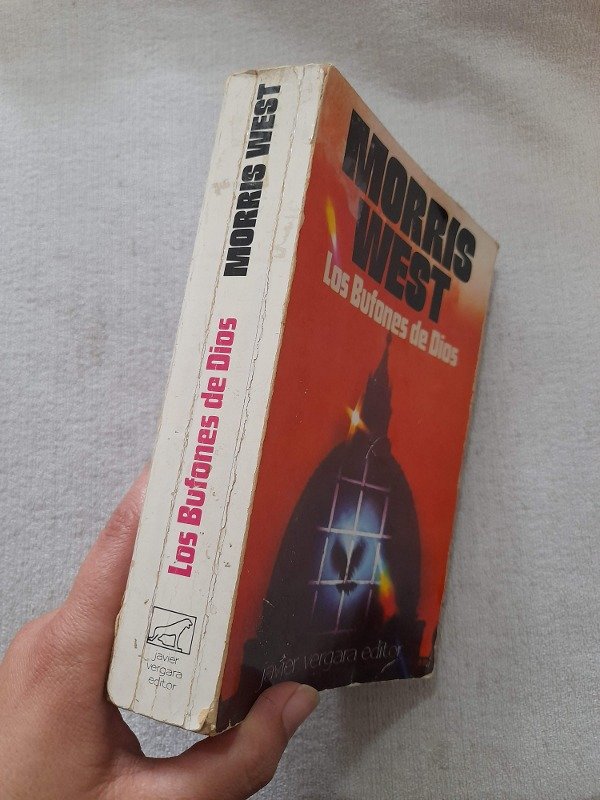 MORRIS WEST
Los Bufones de Dios
javier
vergara
editor
MORRIS
WEST
Los Bufones de Dios
javier vergara editor